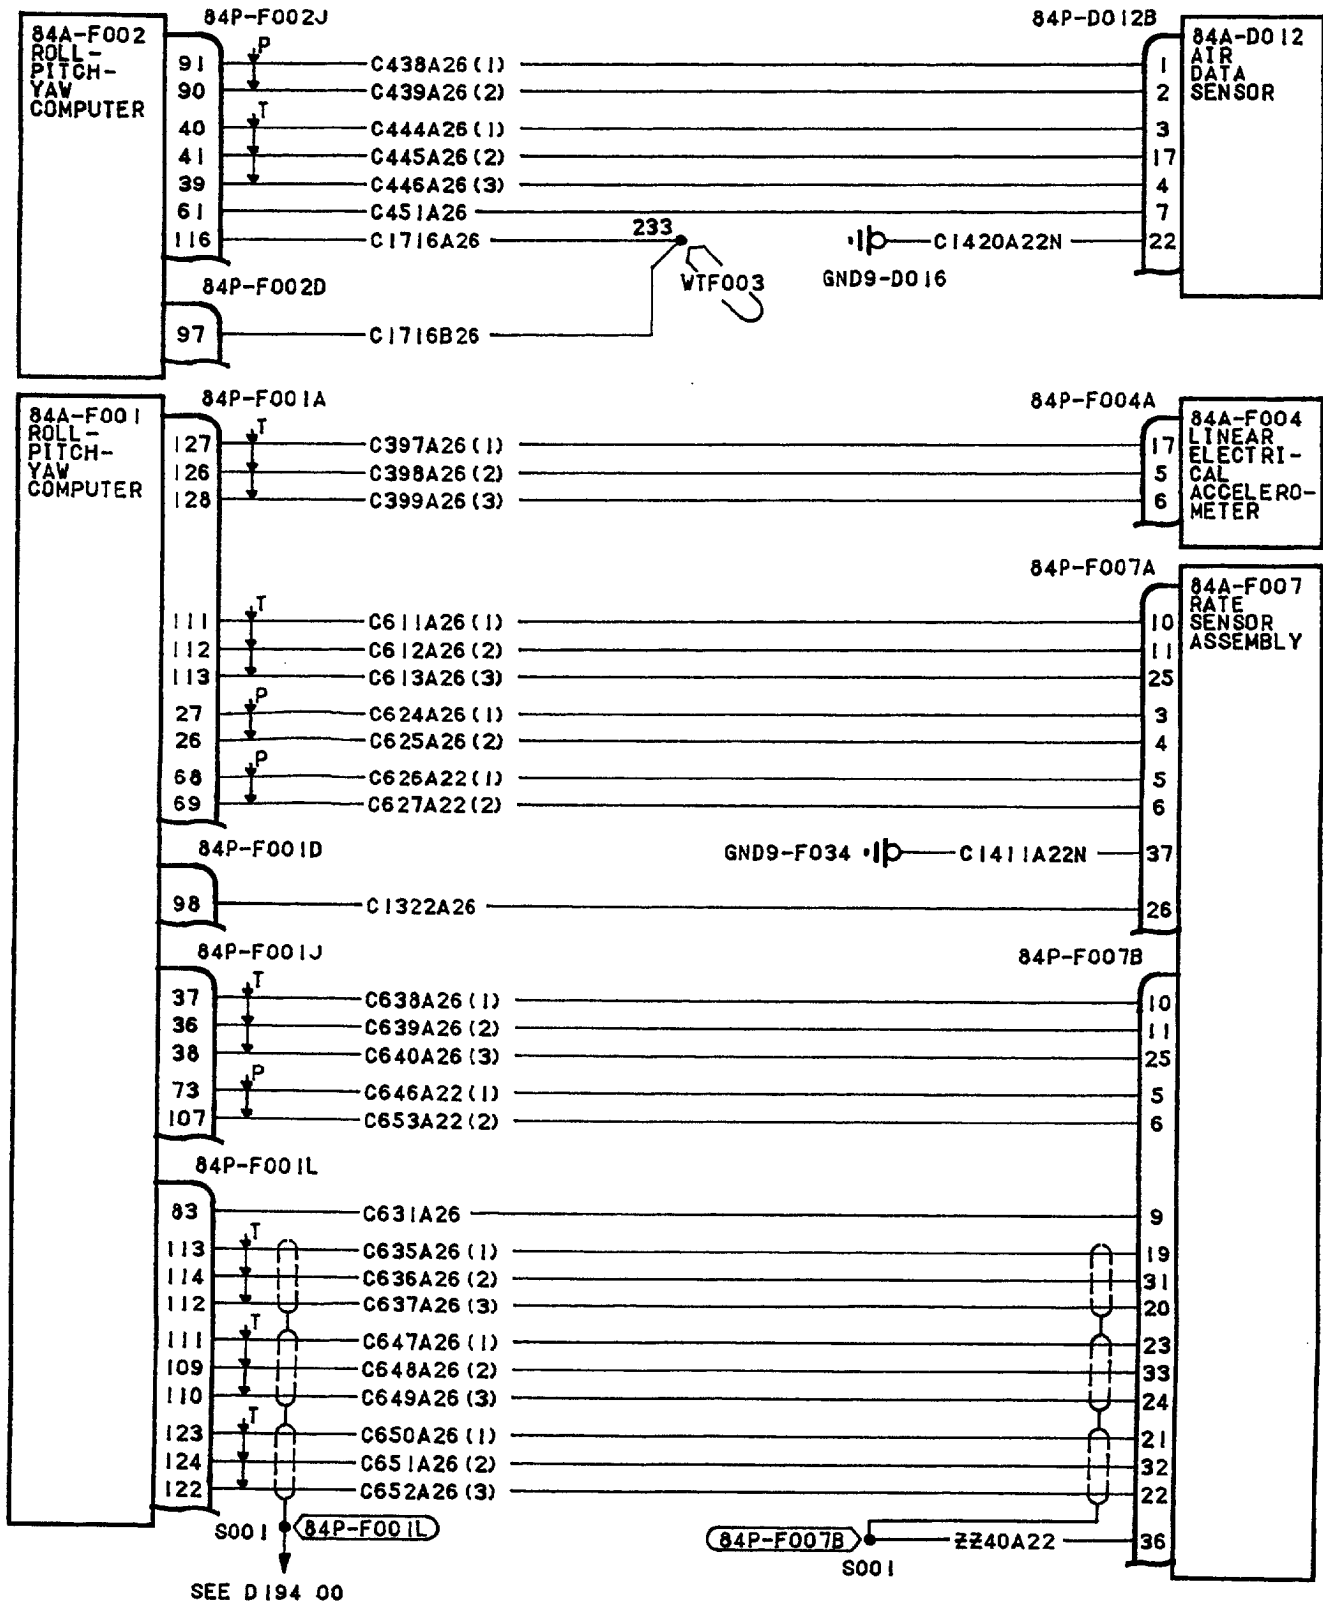 84P-F002J
84P-D012B
84A-F002
ROLL-
PITCH-
YAW
COMPUTER
84A-D012
AIR
DATA
SENSOR
P
91 C438A26(1) 1
90 C439A26(2) 2
T
40 C444A26(1) 3
41 C445A26(2) 17
39 C446A26(3) 4
61 C451A26 7
116 C1716A26 233 C1420A22N 22
WTF003
GND9-D016
84P-F002D
97 C1716B26
84P-F001A
84P-F004A
84A-F001
ROLL-
PITCH-
YAW
COMPUTER
84A-F004
LINEAR
ELECTRI-
CAL
ACCELERO-
METER
T
127 C397A26(1) 17
126 C398A26(2) 5
128 C399A26(3) 6
84P-F007A
84A-F007
RATE
SENSOR
ASSEMBLY
T
111 C611A26(1) 10
112 C612A26(2) 11
113 C613A26(3) 25
P
27 C624A26(1) 3
26 C625A26(2) 4
P
68 C626A22(1) 5
69 C627A22(2) 6
84P-F001D
GND9-F034 C1411A22N 37
98 C1322A26 26
84P-F001J
84P-F007B
T
37 C638A26(1) 10
36 C639A26(2) 11
38 C640A26(3) 25
P
73 C646A22(1) 5
107 C653A22(2) 6
84P-F001L
83 C631A26 9
T
113 C635A26(1) 19
114 C636A26(2) 31
112 C637A26(3) 20
T
111 C647A26(1) 23
109 C648A26(2) 33
110 C649A26(3) 24
T
123 C650A26(1) 21
124 C651A26(2) 32
122 C652A26(3) 22
S001 84P-F001L
84P-F007B ZZ40A22 36
S001
SEE D194 00